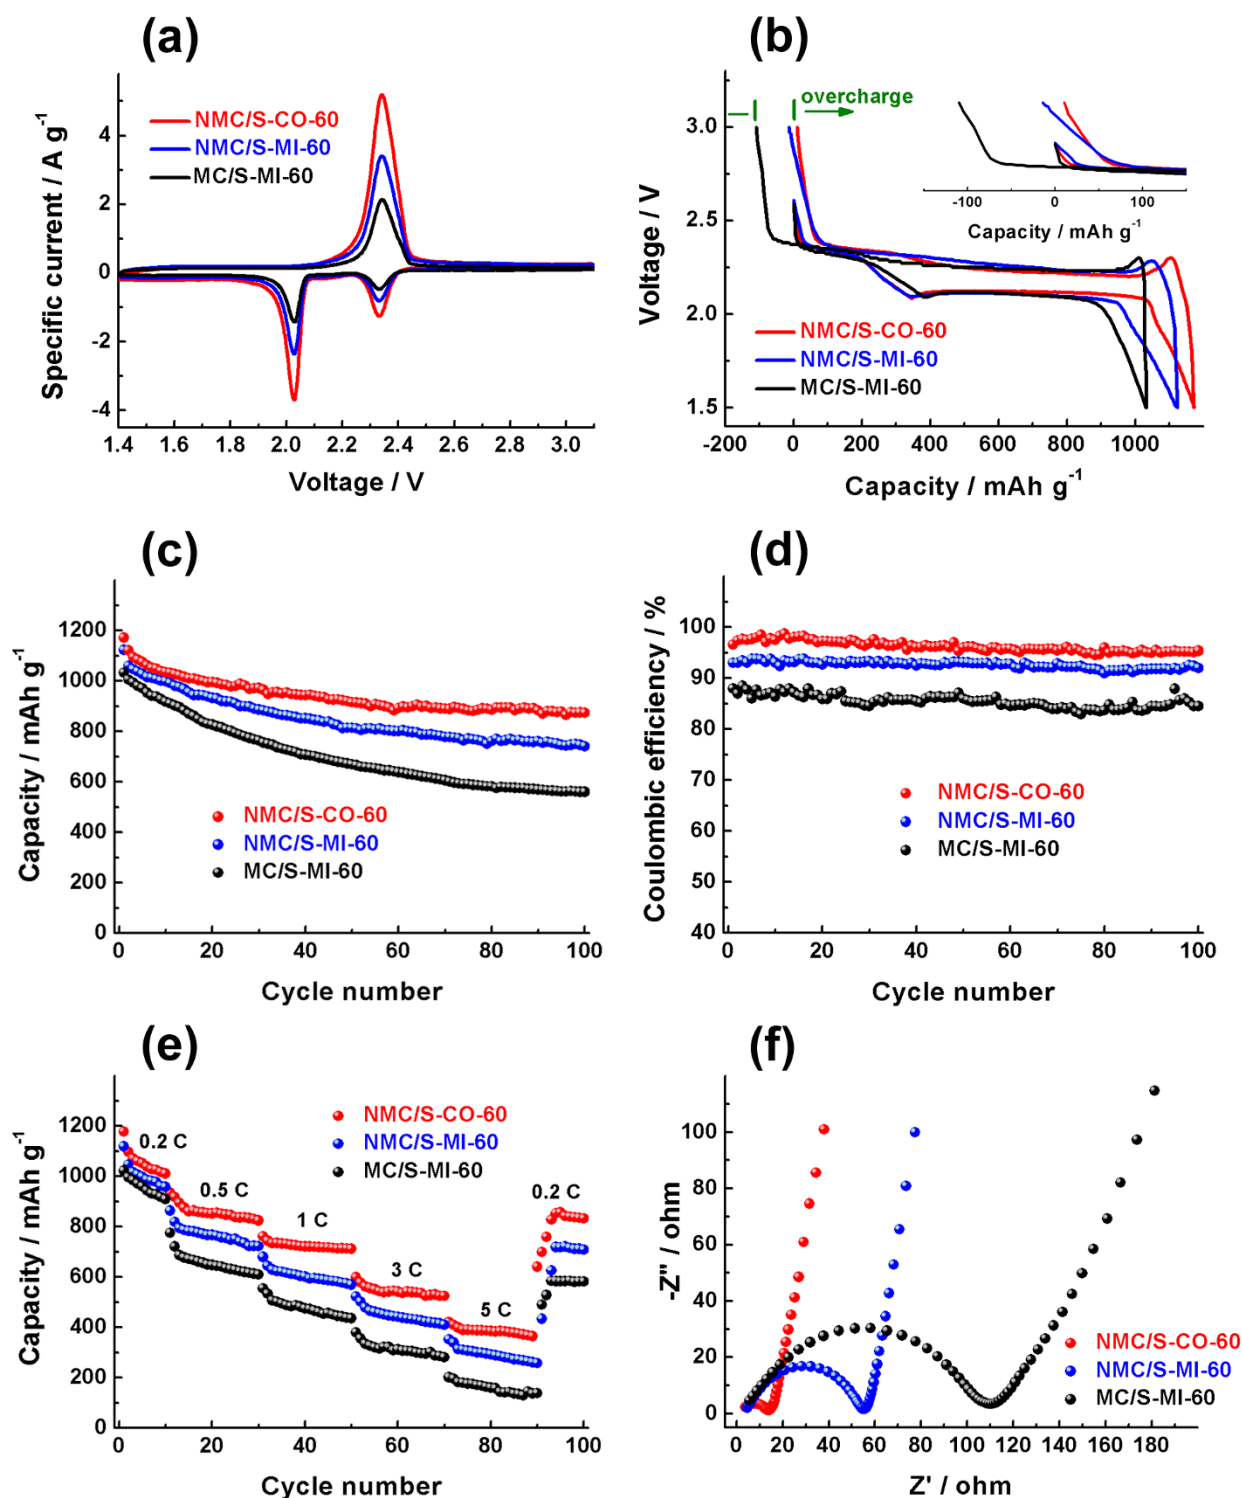 (a)
4
2
0
-2
-4
Specific current / A g⁻¹
NMC/S-CO-60
NMC/S-MI-60
MC/S-MI-60
1.4 1.6 1.8 2.0 2.2 2.4 2.6 2.8 3.0
Voltage / V
(b)
overcharge
3.0
2.5
2.0
1.5
Voltage / V
-100 0 100
Capacity / mAh g⁻¹
NMC/S-CO-60
NMC/S-MI-60
MC/S-MI-60
-200 0 200 400 600 800 1000
Capacity / mAh g⁻¹
(c)
1200
1000
800
600
400
200
0
Capacity / mAh g⁻¹
NMC/S-CO-60
NMC/S-MI-60
MC/S-MI-60
0 20 40 60 80 100
Cycle number
(d)
100
90
80
70
60
50
40
Coulombic efficiency / %
NMC/S-CO-60
NMC/S-MI-60
MC/S-MI-60
0 20 40 60 80 100
Cycle number
(e)
1200
1000
800
600
400
200
0
Capacity / mAh g⁻¹
NMC/S-CO-60
NMC/S-MI-60
MC/S-MI-60
0.2 C
0.5 C
1 C
3 C
5 C
0.2 C
0 20 40 60 80 100
Cycle number
(f)
100
80
60
40
20
0
-Z" / ohm
NMC/S-CO-60
NMC/S-MI-60
MC/S-MI-60
0 20 40 60 80 100 120 140 160 180
Z' / ohm